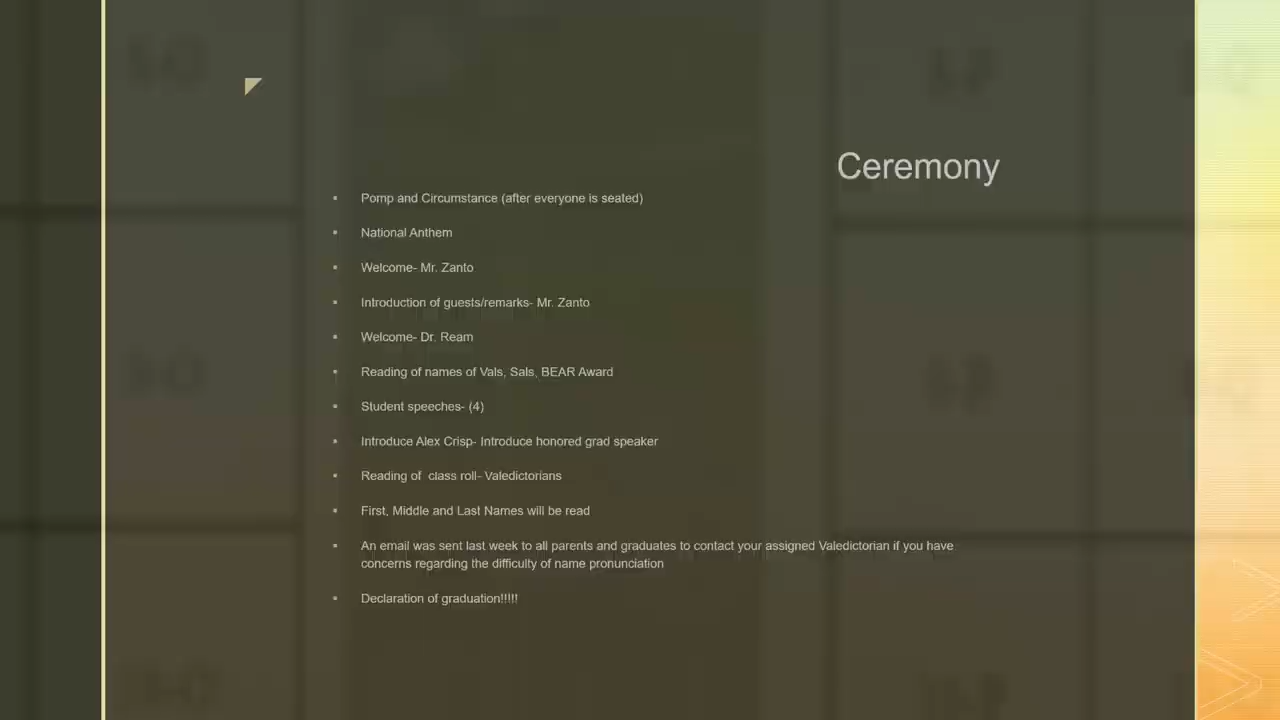 Ceremony
Pomp and Circumstance (after everyone is seated)
National Anthem
Welcome- Mr. Zanto
Introduction of guests/remarks- Mr. Zanto
Welcome- Dr. Ream
Reading of names of Vals, Sals, BEAR Award
Student speeches- (4)
Introduce Alex Crisp- Introduce honored grad speaker
Reading of  class roll- Valedictorians
First, Middle and Last Names will be read
An email was sent last week to all parents and graduates to contact your assigned Valedictorian if you have
concerns regarding the difficulty of name pronunciation
Declaration of graduation!!!!!